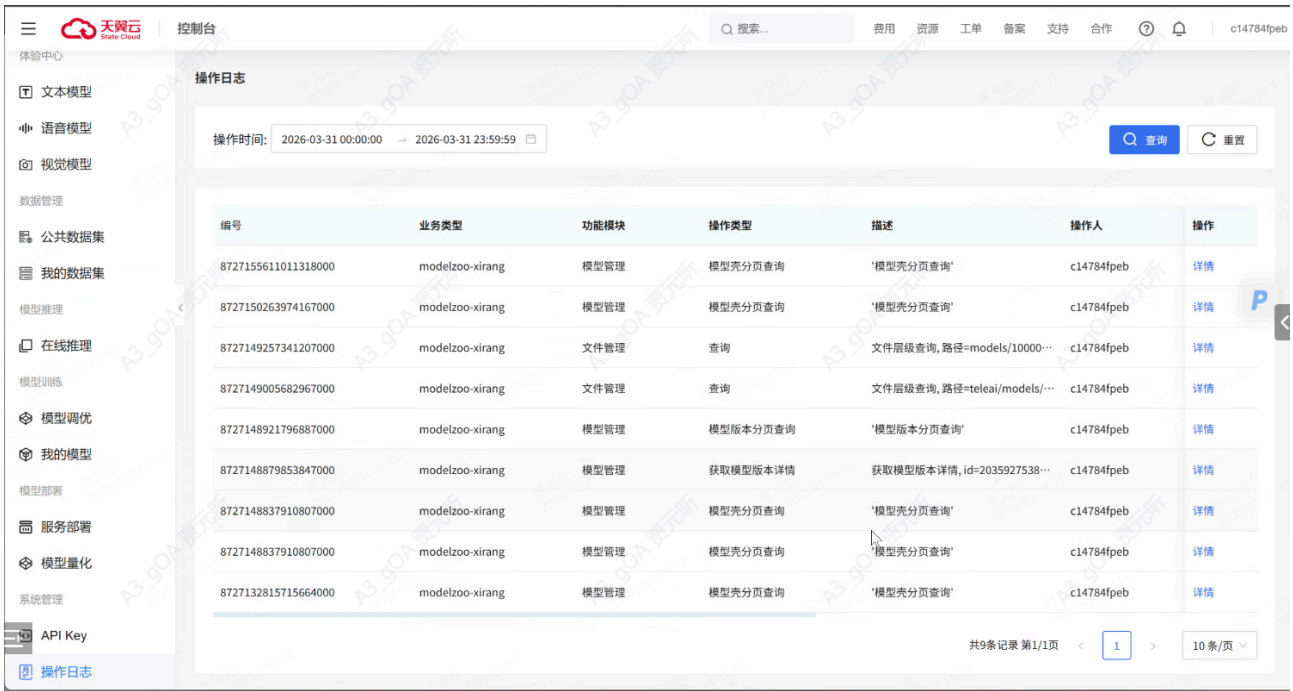 天翼云 State Cloud 控制台 搜索... 费用 资源 工单 备案 支持 合作 c14784fpeb
体验中心
文本模型
语音模型
视觉模型
数据管理
公共数据集
我的数据集
模型推理
在线推理
模型训练
模型调优
我的模型
模型部署
服务部署
模型量化
系统管理
API Key
操作日志
操作日志
操作时间: 2026-03-31 00:00:00 → 2026-03-31 23:59:59 查询 重置
编号 业务类型 功能模块 操作类型 描述 操作人 操作
8727155611011318000 modelzoo-xirang 模型管理 模型壳分页查询 '模型壳分页查询' c14784fpeb 详情
8727150263974167000 modelzoo-xirang 模型管理 模型壳分页查询 '模型壳分页查询' c14784fpeb 详情
8727149257341207000 modelzoo-xirang 文件管理 查询 文件层级查询, 路径=models/10000··· c14784fpeb 详情
8727149005682967000 modelzoo-xirang 文件管理 查询 文件层级查询, 路径=teleai/models/··· c14784fpeb 详情
8727148921796887000 modelzoo-xirang 模型管理 模型版本分页查询 '模型版本分页查询' c14784fpeb 详情
8727148879853847000 modelzoo-xirang 模型管理 获取模型版本详情 获取模型版本详情, id=2035927538··· c14784fpeb 详情
8727148837910807000 modelzoo-xirang 模型管理 模型壳分页查询 '模型壳分页查询' c14784fpeb 详情
8727148837910807000 modelzoo-xirang 模型管理 模型壳分页查询 '模型壳分页查询' c14784fpeb 详情
8727132815715664000 modelzoo-xirang 模型管理 模型壳分页查询 '模型壳分页查询' c14784fpeb 详情
共9条记录 第1/1页 < 1 > 10 条/页
P